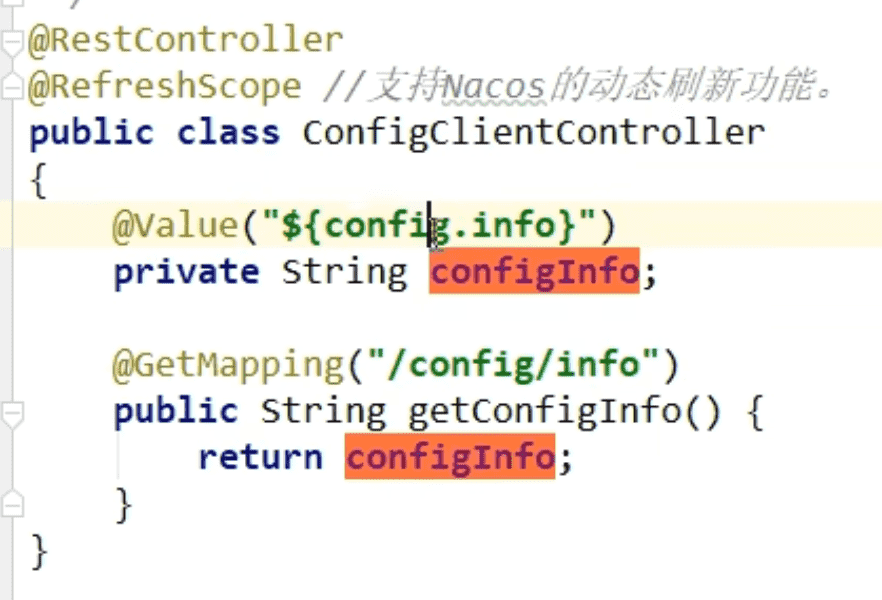 @RestController
@RefreshScope //支持Nacos的动态刷新功能。
public class ConfigClientController
{
@Value("${config.info}")
private String configInfo;
@GetMapping("/config/info")
public String getConfigInfo() {
return configInfo;
}
}